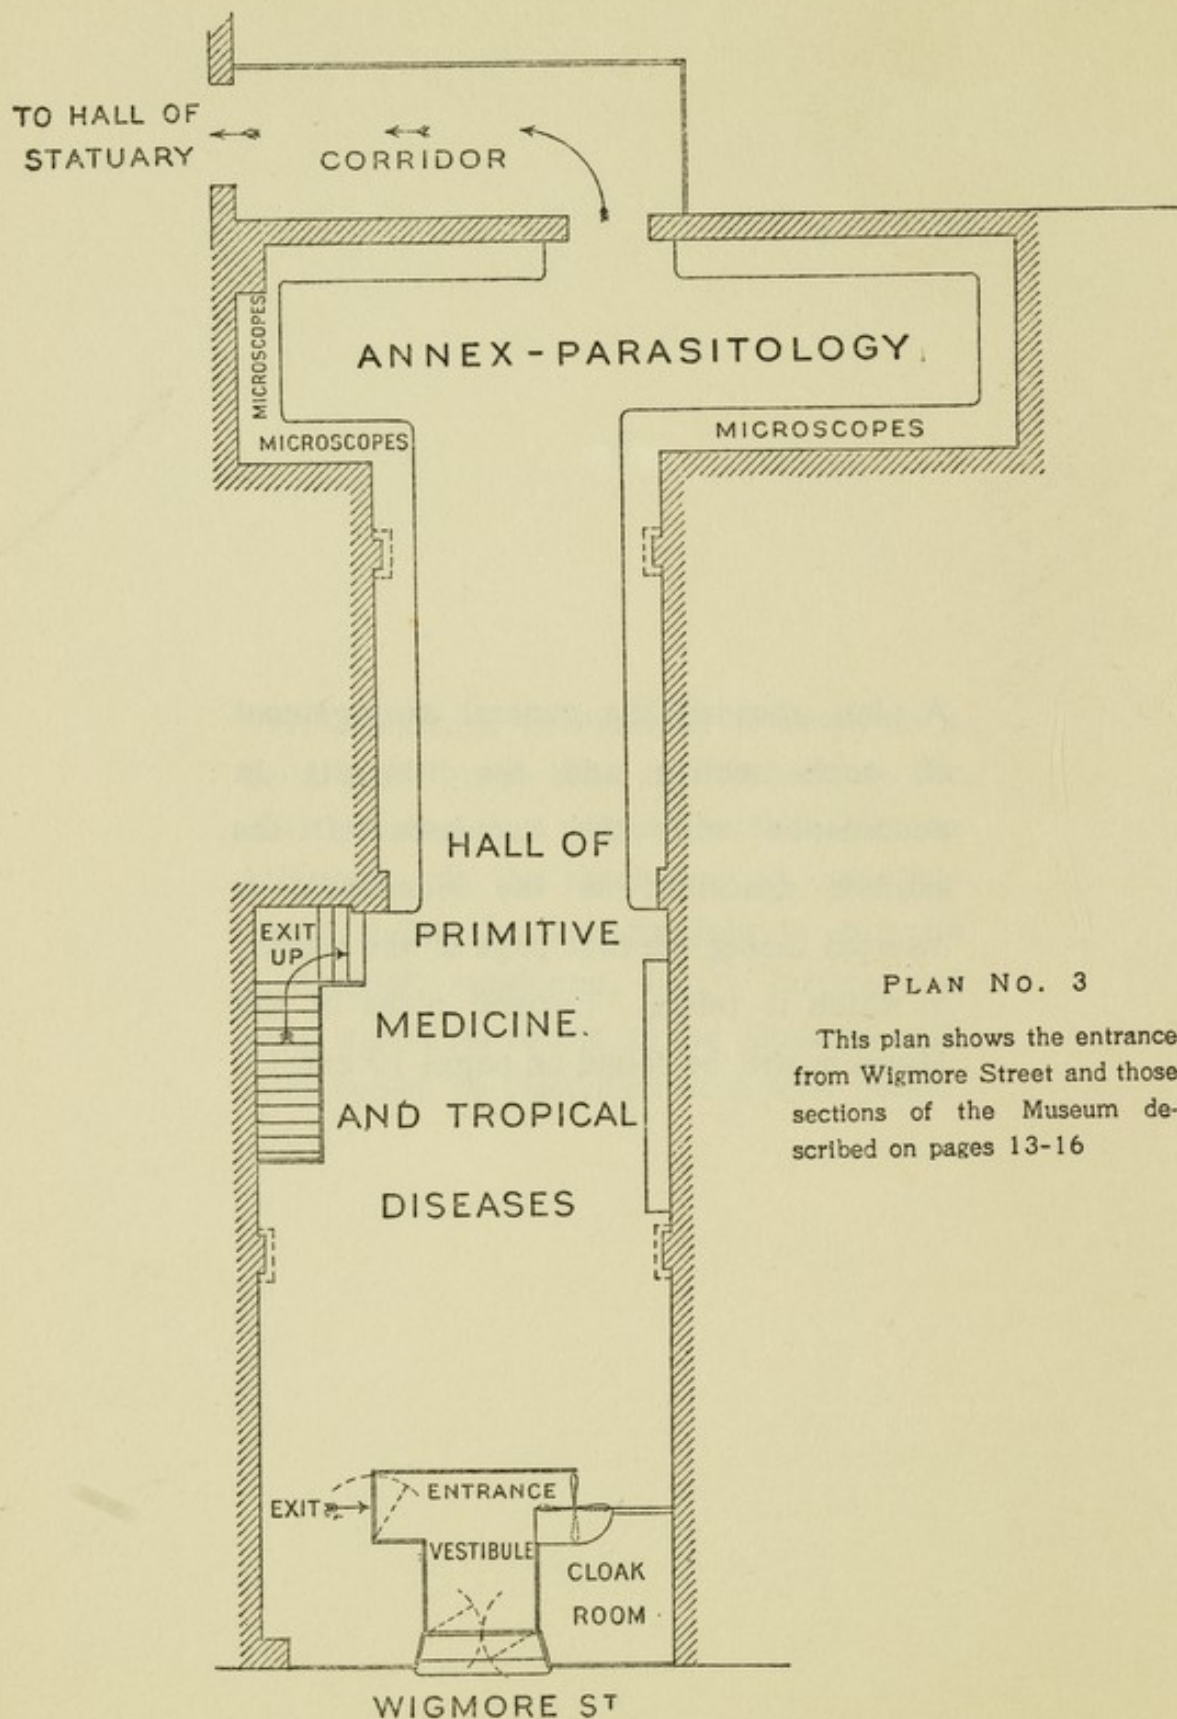 TO HALL OF
STATUARY
CORRIDOR
ANNEX - PARASITOLOGY
MICROSCOPES
MICROSCOPES
MICROSCOPES
HALL OF
PRIMITIVE
MEDICINE.
AND TROPICAL
DISEASES
EXIT
UP
PLAN No. 3
This plan shows the entrance
from Wigmore Street and those
sections of the Museum de-
scribed on pages 13-16
EXIT
ENTRANCE
VESTIBULE
CLOAK
ROOM
WIGMORE ST